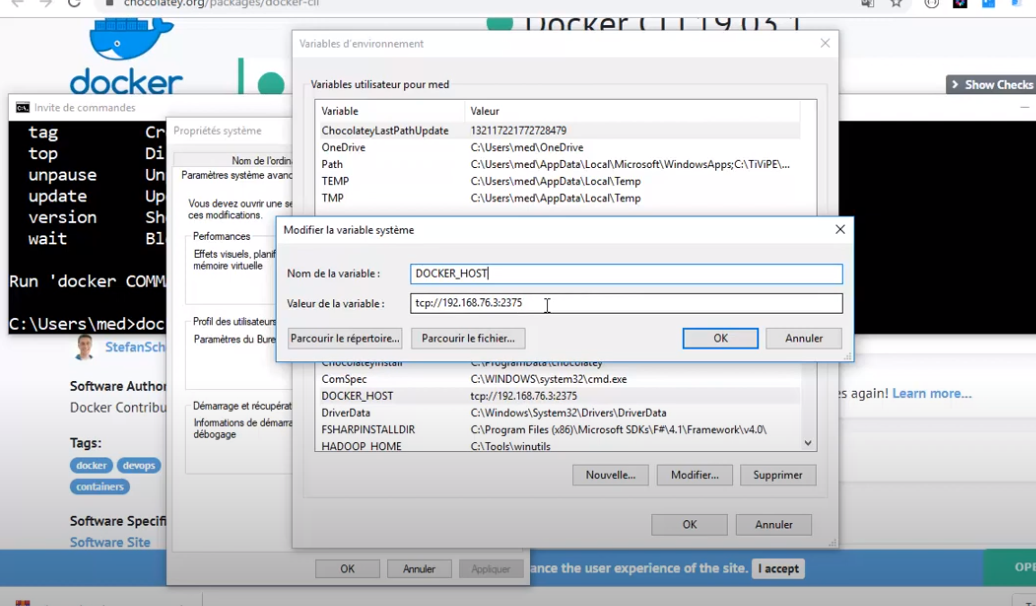 chocolatey.org/packages/docker-cli
Docker CLI 19.03.1
docker
Show Checks
Invite de commandes
tag Cr
top Di
unpause Un
update Up
version Sh
wait Bl
Run 'docker COMM
C:\Users\med>doc
StefanSch
Software Author
Docker Contribu
Tags:
docker devops
containers
Software Specifi
Software Site
Propriétés système
Nom de l'ordina
Paramètres système avanc
Vous devez ouvrir une se
ces modifications.
Performances
Effets visuels, planif
mémoire virtuelle
Profil des utilisateurs
Paramètres du Bure
Démarrage et récupérat
Informations de démarra
débogage
OK Annuler Appliquer
Variables d'environnement
Variables utilisateur pour med
Variable Valeur
ChocolateyLastPathUpdate 132117221772728479
OneDrive C:\Users\med\OneDrive
Path C:\Users\med\AppData\Local\Microsoft\WindowsApps;C:\TiViPE\...
TEMP C:\Users\med\AppData\Local\Temp
TMP C:\Users\med\AppData\Local\Temp
Modifier la variable système
Nom de la variable : DOCKER_HOST
Valeur de la variable : tcp://192.168.76.3:2375
Parcourir le répertoire... Parcourir le fichier... OK Annuler
ChocolateyInstall C:\ProgramData\chocolatey
ComSpec C:\WINDOWS\system32\cmd.exe
DOCKER_HOST tcp://192.168.76.3:2375
DriverData C:\Windows\System32\Drivers\DriverData
FSHARPINSTALLDIR C:\Program Files (x86)\Microsoft SDKs\F#\4.1\Framework\v4.0\
HADOOP_HOME C:\Tools\winutils
Nouvelle... Modifier... Supprimer
OK Annuler
es again! Learn more...
ance the user experience of the site. I accept
OPE